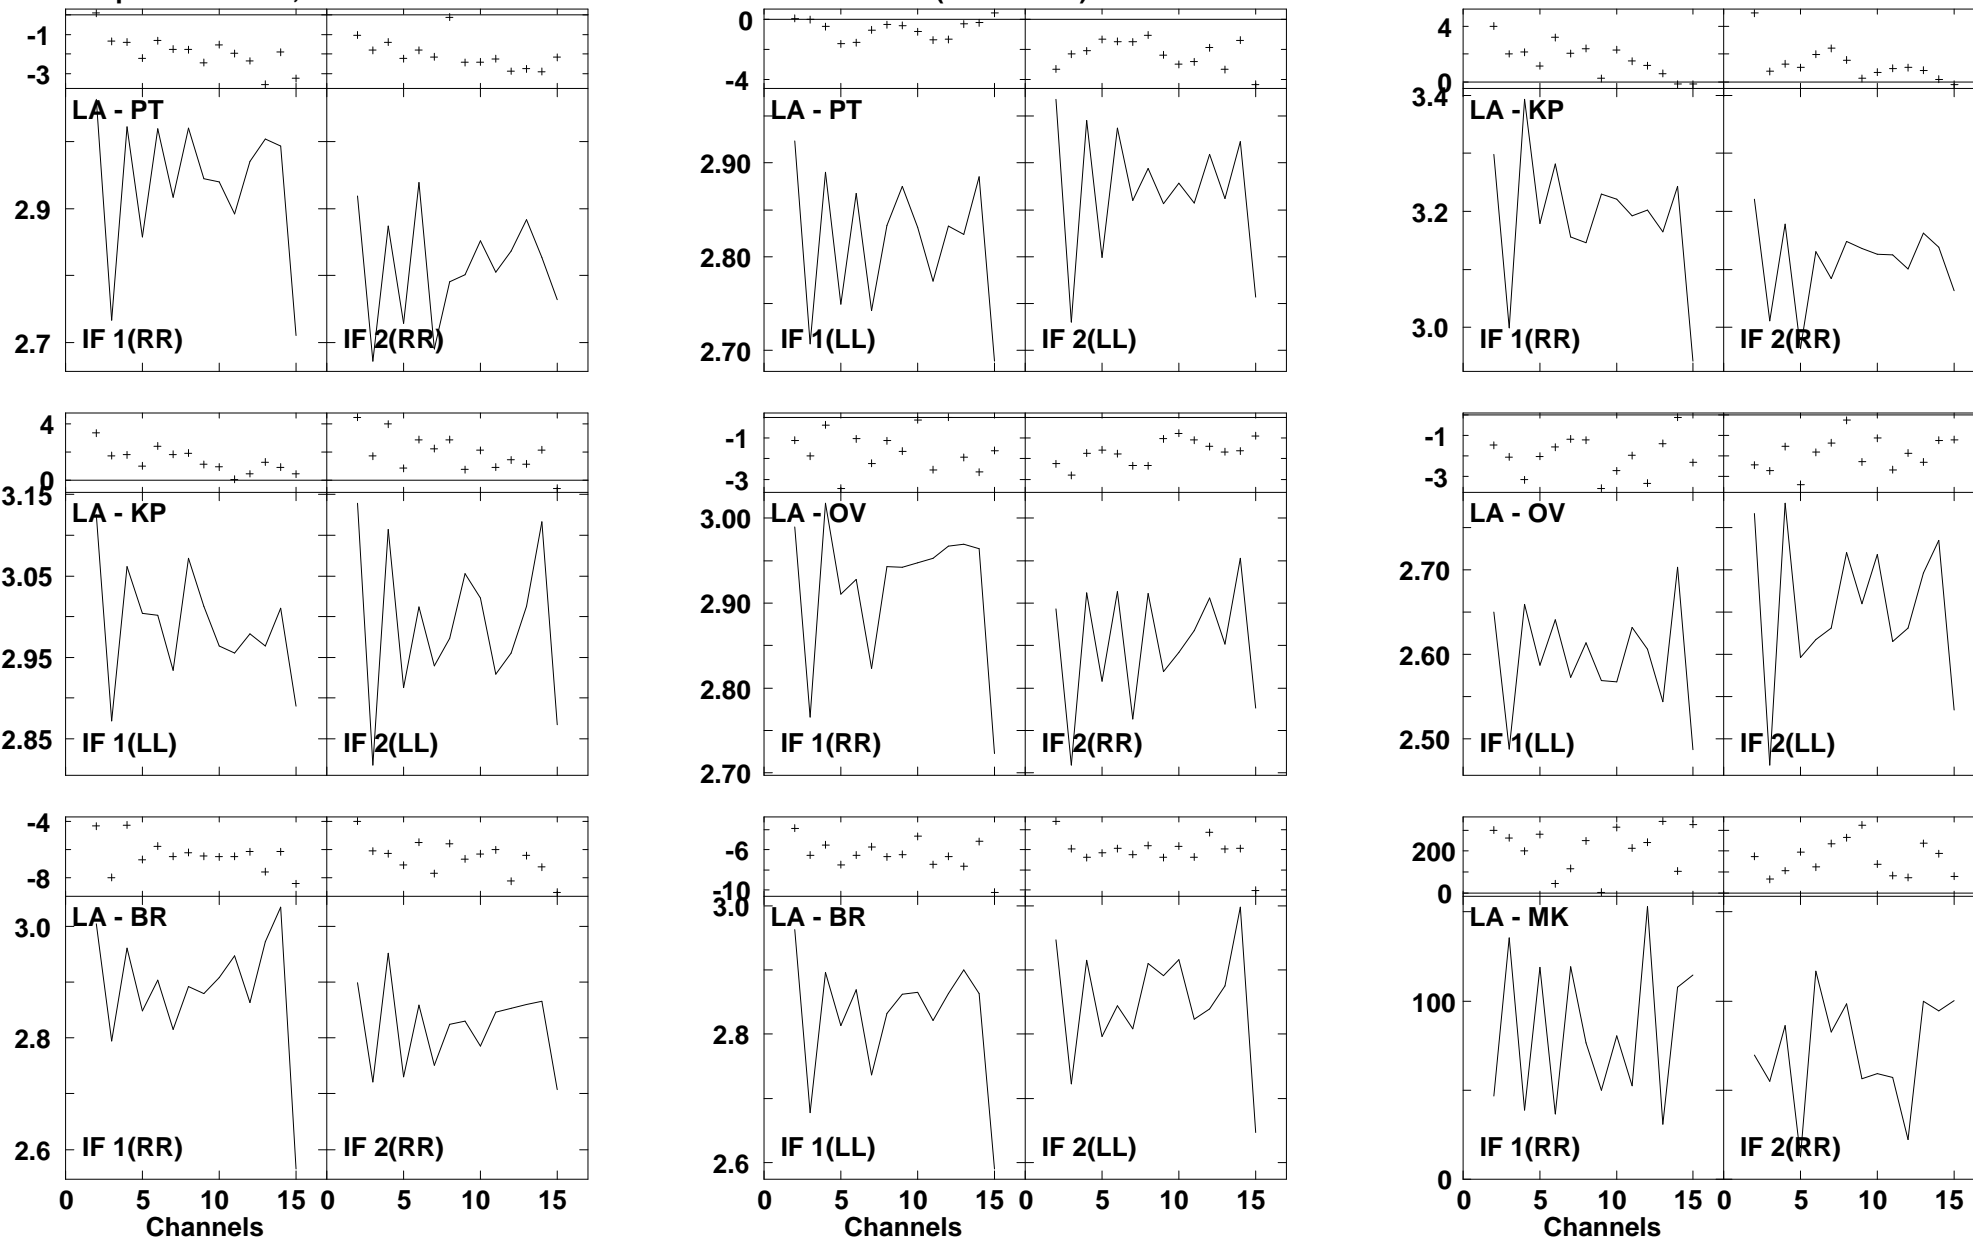 -1
-3
LA - PT
2.9
2.7
IF 1(RR)
IF 2(RR)
0
-4
LA - PT
2.90
2.80
2.70
IF 1(LL)
IF 2(LL)
4
0
3.4
LA - KP
3.2
3.0
IF 1(RR)
IF 2(RR)
4
0
3.15
LA - KP
3.05
2.95
2.85
IF 1(LL)
IF 2(LL)
-1
-3
LA - OV
3.00
2.90
2.80
2.70
IF 1(RR)
IF 2(RR)
-1
-3
LA - OV
2.70
2.60
2.50
IF 1(LL)
IF 2(LL)
-4
-8
LA - BR
3.0
2.8
2.6
IF 1(RR)
IF 2(RR)
0 5 10 15 0 5 10 15
Channels
-6
-10
3.0
LA - BR
2.8
2.6
IF 1(LL)
IF 2(LL)
0 5 10 15 0 5 10 15
Channels
200
0
LA - MK
100
0
IF 1(RR)
IF 2(RR)
0 5 10 15 0 5 10 15
Channels